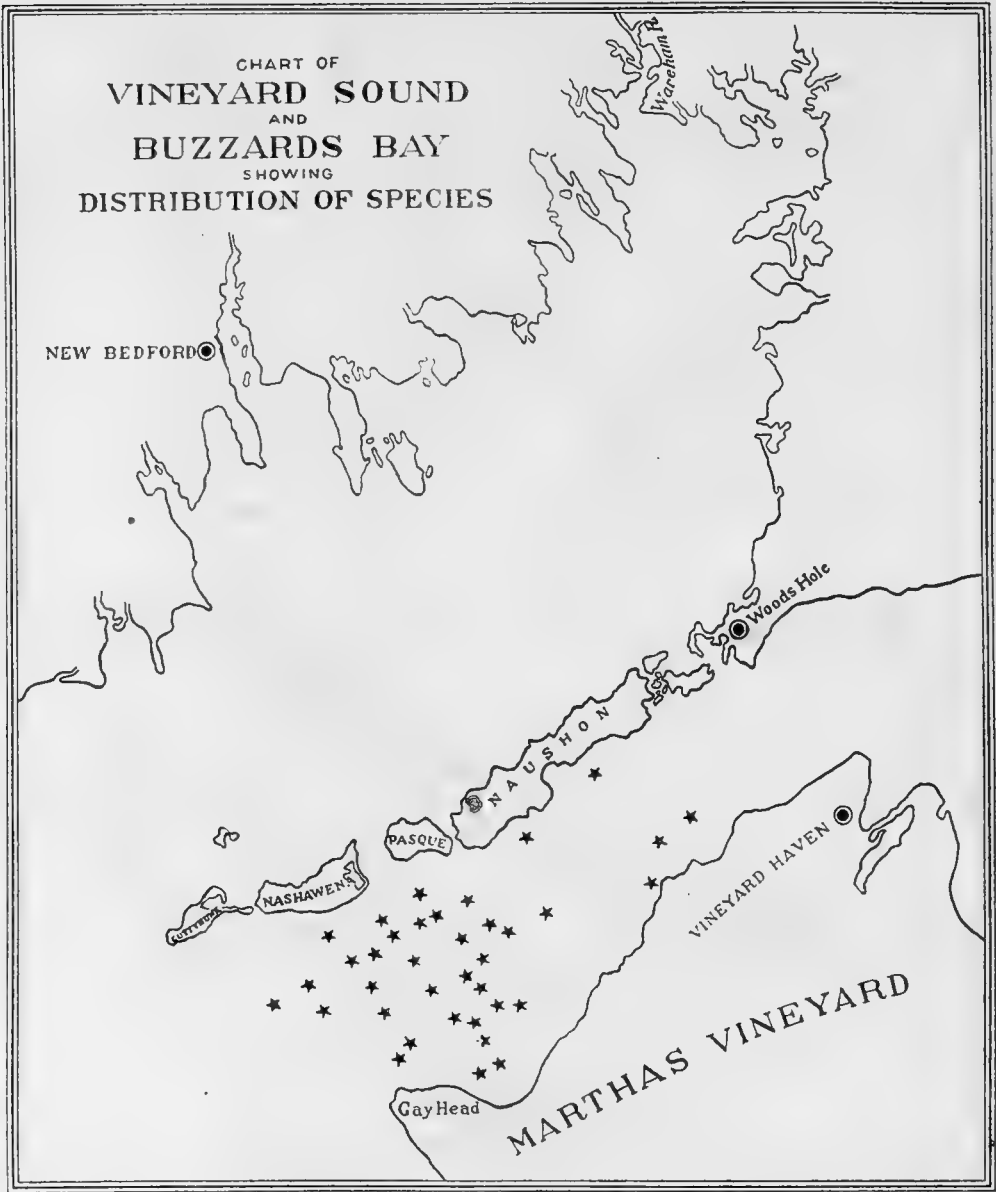 CHART OF
VINEYARD SOUND
AND
BUZZARDS BAY
SHOWING
DISTRIBUTION OF SPECIES
Wareham R.
NEW BEDFORD
Woods Hole
NAUSHON
PASQUE
NASHAWENA
CUTTYHUNK
VINEYARD HAVEN
MARTHAS VINEYARD
Gay Head